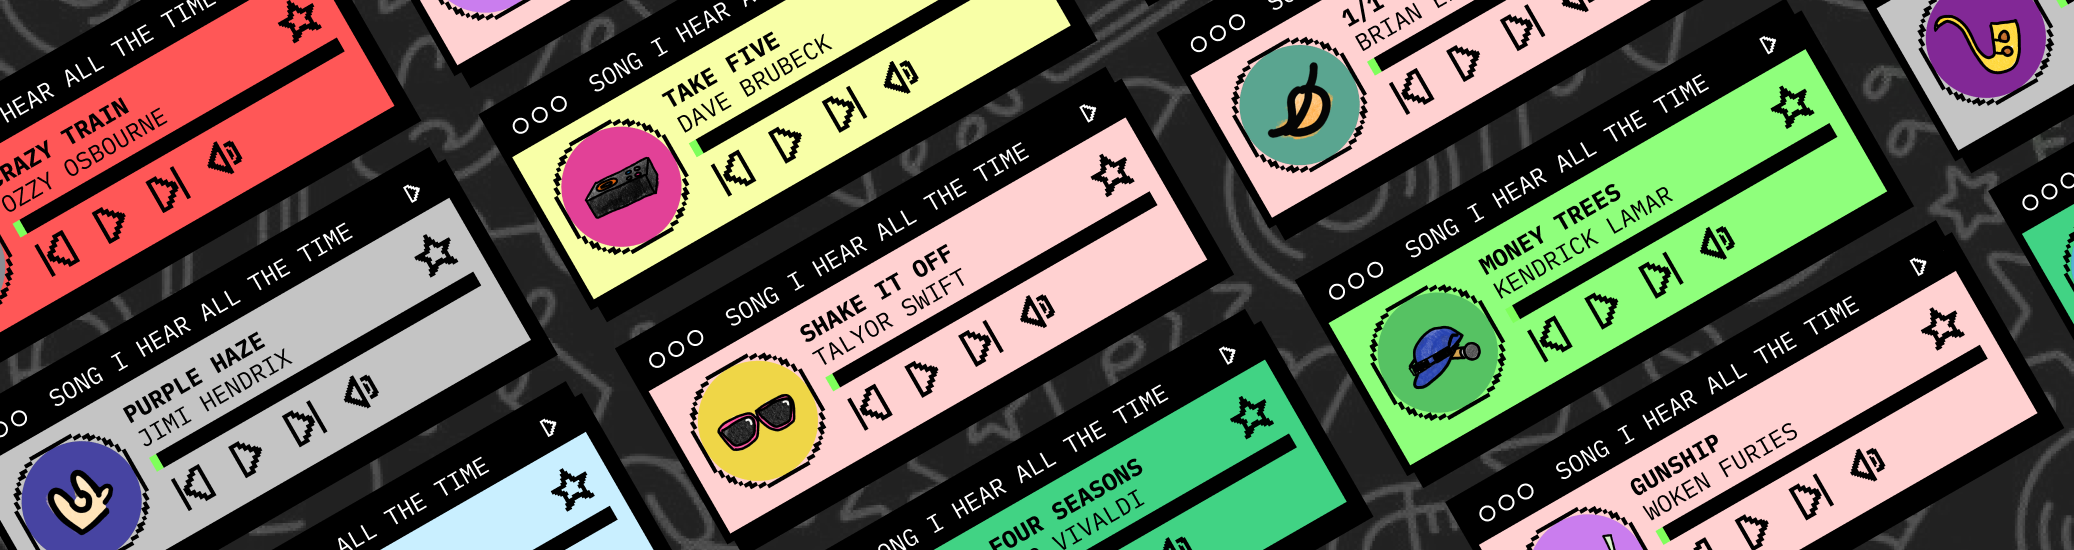 HEAR ALL THE TIME
CRAZY TRAIN
OZZY OSBOURNE
SONG I HEAR ALL THE TIME
PURPLE HAZE
JIMI HENDRIX
ALL THE TIME
SONG I HEAR
TAKE FIVE
DAVE BRUBECK
SONG I HEAR ALL THE TIME
SHAKE IT OFF
TALYOR SWIFT
SONG I HEAR ALL THE TIME
FOUR SEASONS
VIVALDI
1/1
BRIAN
SONG I HEAR ALL THE TIME
MONEY TREES
KENDRICK LAMAR
SONG I HEAR ALL THE TIME
GUNSHIP
WOKEN FURIES